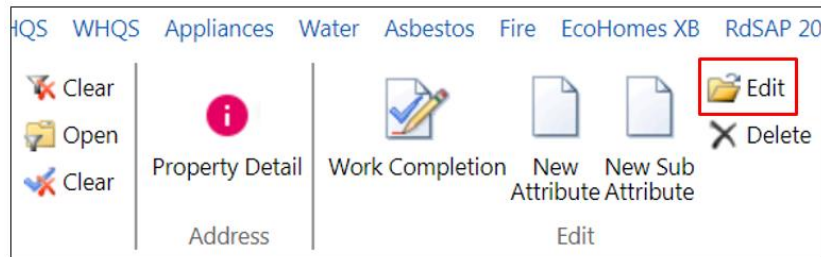 HQS WHQS Appliances Water Asbestos Fire EcoHomes XB RdSAP 20
Clear
Open
Clear
Property Detail
Address
Work Completion
New
Attribute
New Sub
Attribute
Edit
Delete
Edit